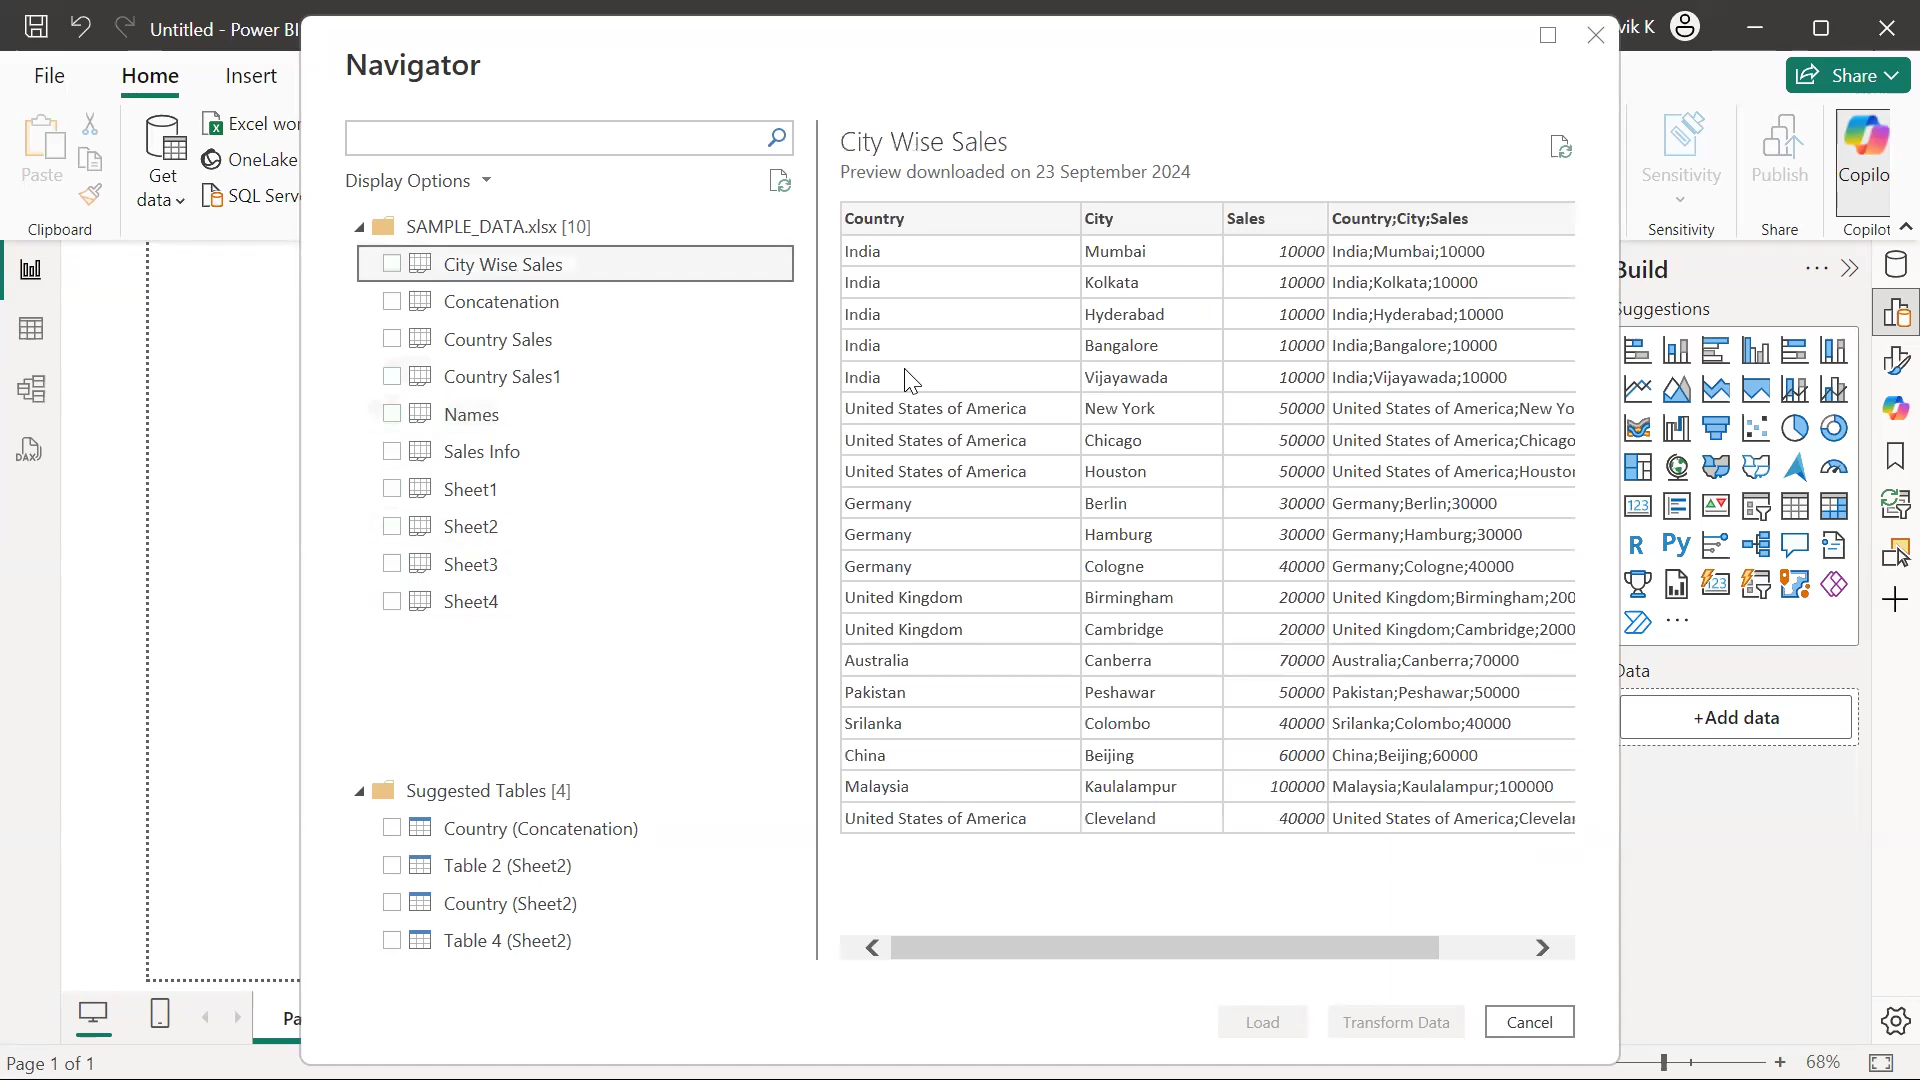 Untitled - Power BI
vik K
File
Home
Insert
Share
Paste
Get data
Excel wor
OneLake
SQL Serv
Clipboard
Sensitivity
Publish
Copilo
Sensitivity
Share
Copilot
Navigator
Display Options
SAMPLE_DATA.xlsx [10]
City Wise Sales
Concatenation
Country Sales
Country Sales1
Names
Sales Info
Sheet1
Sheet2
Sheet3
Sheet4
Suggested Tables [4]
Country (Concatenation)
Table 2 (Sheet2)
Country (Sheet2)
Table 4 (Sheet2)
City Wise Sales
Preview downloaded on 23 September 2024
Country City Sales Country;City;Sales
India Mumbai 10000 India;Mumbai;10000
India Kolkata 10000 India;Kolkata;10000
India Hyderabad 10000 India;Hyderabad;10000
India Bangalore 10000 India;Bangalore;10000
India Vijayawada 10000 India;Vijayawada;10000
United States of America New York 50000 United States of America;New Yo
United States of America Chicago 50000 United States of America;Chicago
United States of America Houston 50000 United States of America;Houston
Germany Berlin 30000 Germany;Berlin;30000
Germany Hamburg 30000 Germany;Hamburg;30000
Germany Cologne 40000 Germany;Cologne;40000
United Kingdom Birmingham 20000 United Kingdom;Birmingham;200
United Kingdom Cambridge 20000 United Kingdom;Cambridge;2000
Australia Canberra 70000 Australia;Canberra;70000
Pakistan Peshawar 50000 Pakistan;Peshawar;50000
Srilanka Colombo 40000 Srilanka;Colombo;40000
China Beijing 60000 China;Beijing;60000
Malaysia Kaulalampur 100000 Malaysia;Kaulalampur;100000
United States of America Cleveland 40000 United States of America;Clevelan
Load
Transform Data
Cancel
Build
Suggestions
123
R
Py
123
Data
+Add data
DAX
Pa
Page 1 of 1
68%